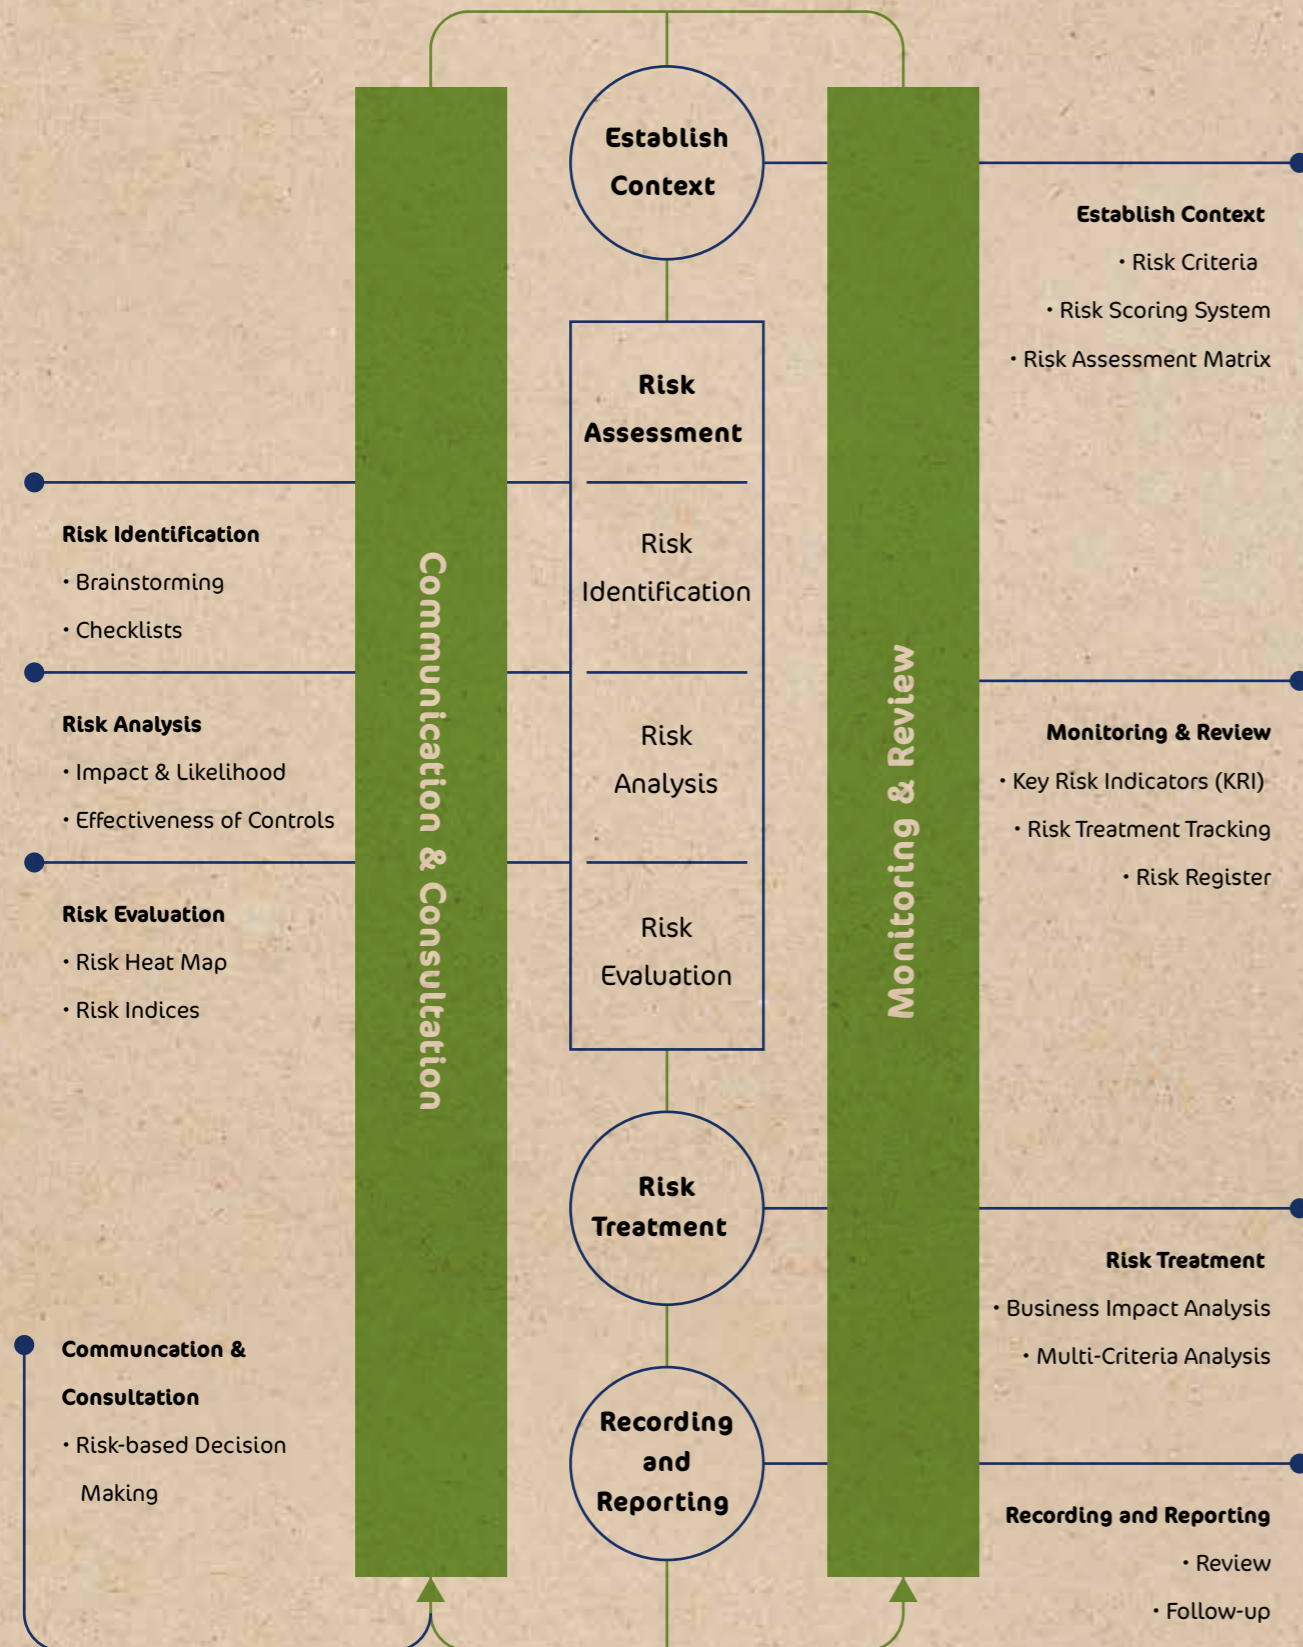 Establish
Context
Establish Context
• Risk Criteria
• Risk Scoring System
• Risk Assessment Matrix
Risk
Assessment
Risk
Identification
Risk
Analysis
Risk
Evaluation
Risk Identification
• Brainstorming
• Checklists
Risk Analysis
• Impact & Likelihood
• Effectiveness of Controls
Risk Evaluation
• Risk Heat Map
• Risk Indices
Communication & Consultation
Monitoring & Review
Monitoring & Review
• Key Risk Indicators (KRI)
• Risk Treatment Tracking
• Risk Register
Risk
Treatment
Risk Treatment
• Business Impact Analysis
• Multi-Criteria Analysis
Communcation &
Consultation
• Risk-based Decision
Making
Recording
and
Reporting
Recording and Reporting
• Review
• Follow-up